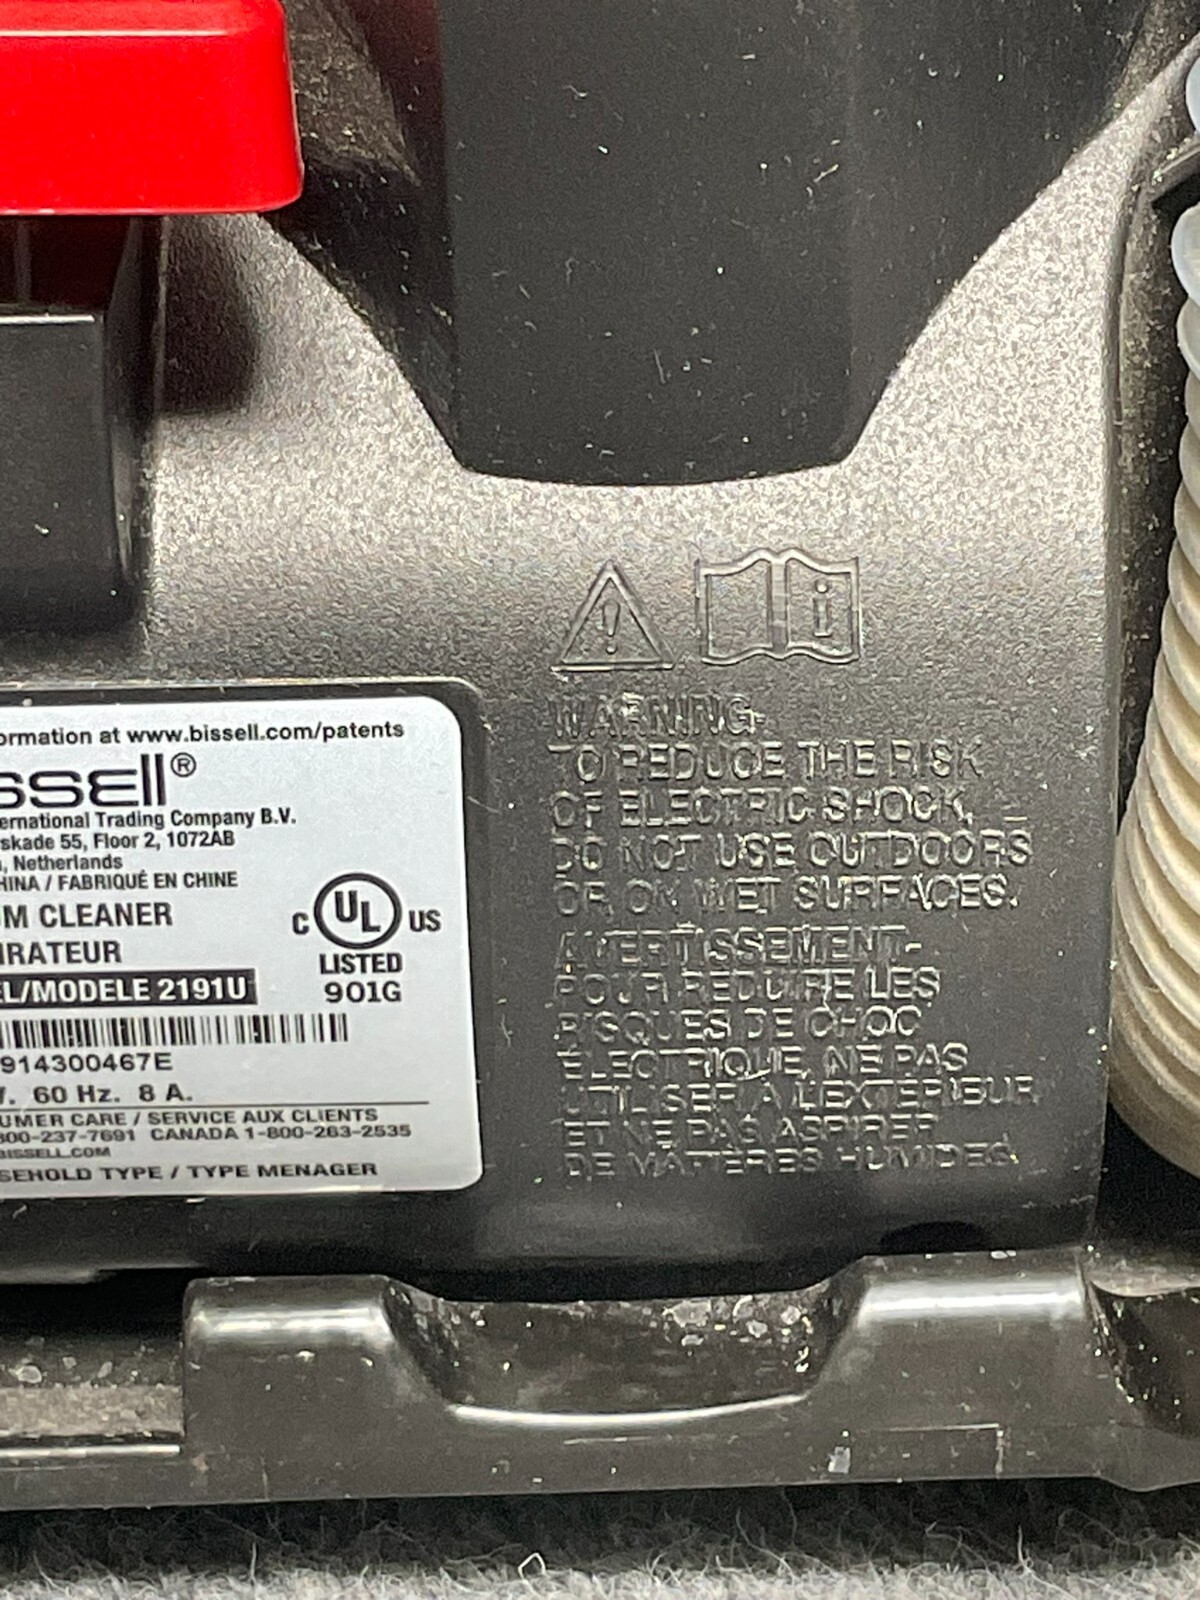 ormation at www.bissell.com/patents
ssell®
ernational Trading Company B.V.
skade 55, Floor 2, 1072AB
, Netherlands
HINA / FABRIQUÉ EN CHINE
M CLEANER
IRATEUR
EL/MODELE 2191U
C UL US
LISTED
901G
914300467E
. 60 Hz. 8 A.
UMER CARE / SERVICE AUX CLIENTS
800-237-7691 CANADA 1-800-263-2535
BISSELL.COM
SEHOLD TYPE / TYPE MENAGER
WARNING-
TO REDUCE THE RISK
OF ELECTRIC SHOCK,
DO NOT USE OUTDOORS
OR ON WET SURFACES.
AVERTISSEMENT-
POUR REDUIRE LES
RISQUES DE CHOC
ÉLECTRIQUE, NE PAS
UTILISER À L'EXTÉRIEUR
ET NE PAS ASPIRER
DE MATIÈRES HUMIDES.